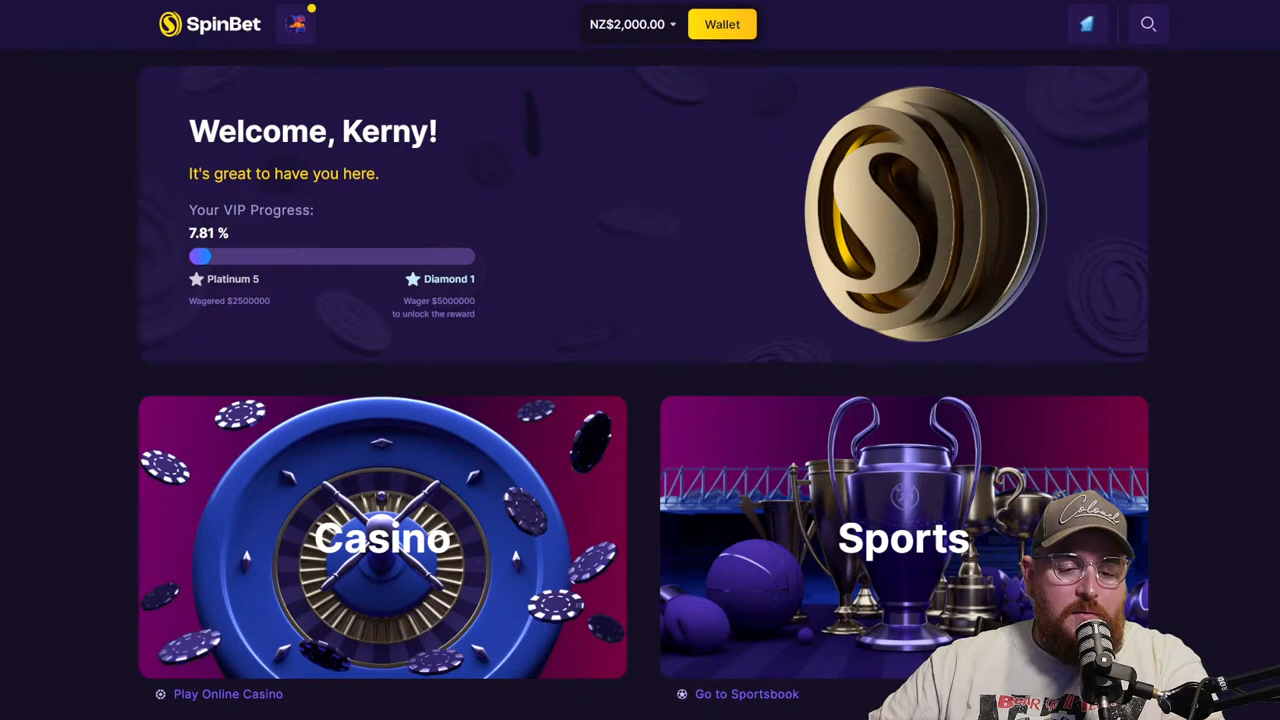 SpinBet
NZ$2,000.00
Wallet
Welcome, Kerny!
It's great to have you here.
Your VIP Progress:
7.81 %
Platinum 5
Diamond 1
Wagered $2500000
Wager $5000000
to unlock the reward
Casino
Sports
Colonel
Play Online Casino
Go to Sportsbook